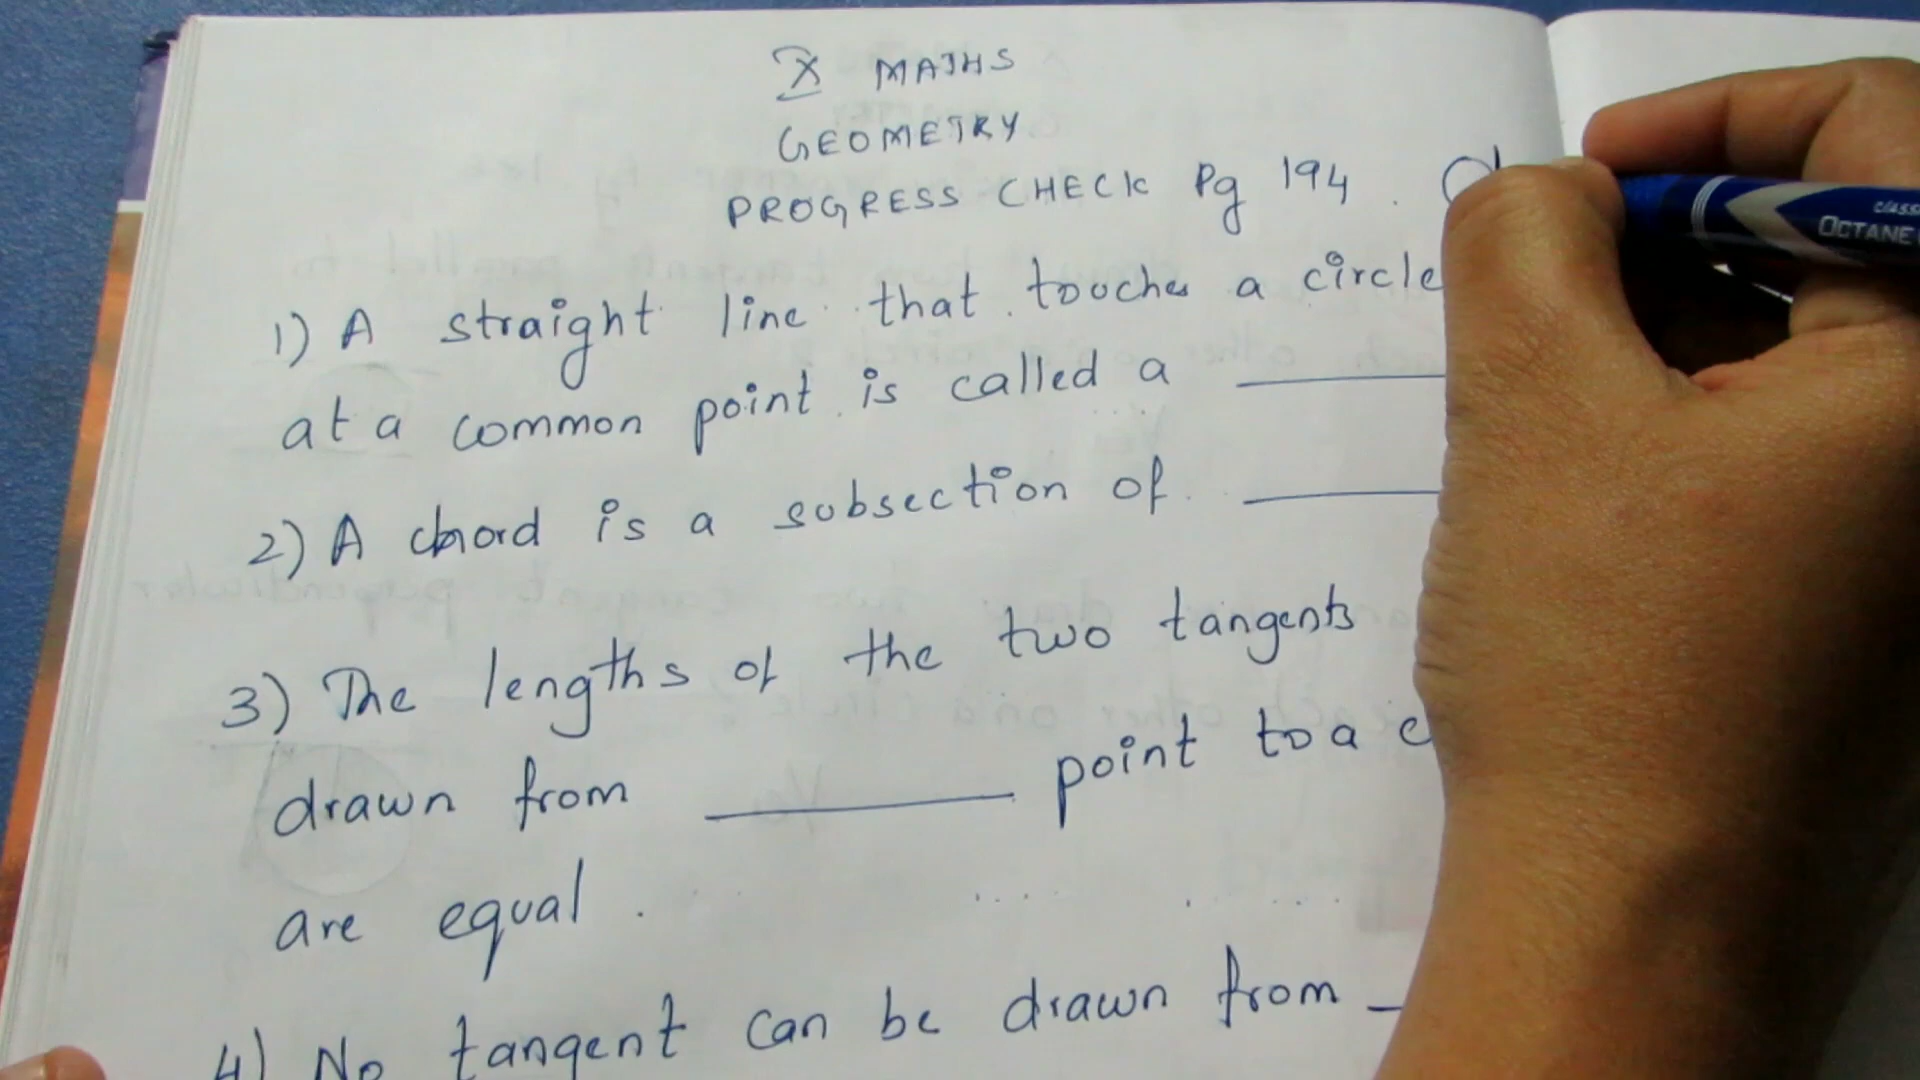 X MATHS
GEOMETRY
PROGRESS CHECK Pg 194.
1) A straight line that touches a circle
at a common point is called a
2) A chord is a subsection of
3) The lengths of the two tangents
drawn from ______ point to a
are equal.
4) No tangent can be drawn from
OCTANE